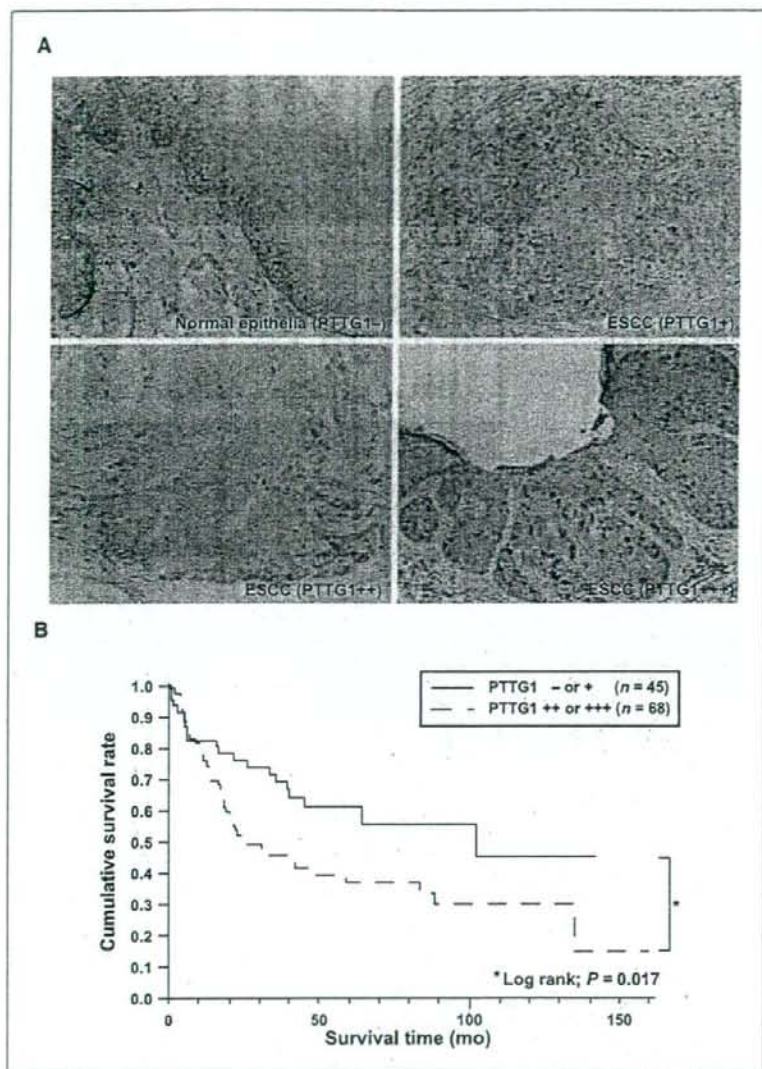 A
Normal epithelia (PTTG1–)
ESCC (PTTG1+)
ESCC (PTTG1++)
ESCC (PTTG1+++)
B
PTTG1 – or + (n = 45)
PTTG1 ++ or +++ (n = 68)
Cumulative survival rate
1.0
0.9
0.8
0.7
0.6
0.5
0.4
0.3
0.2
0.1
0.0
*
*Log rank; P = 0.017
0
50
100
150
Survival time (mo)